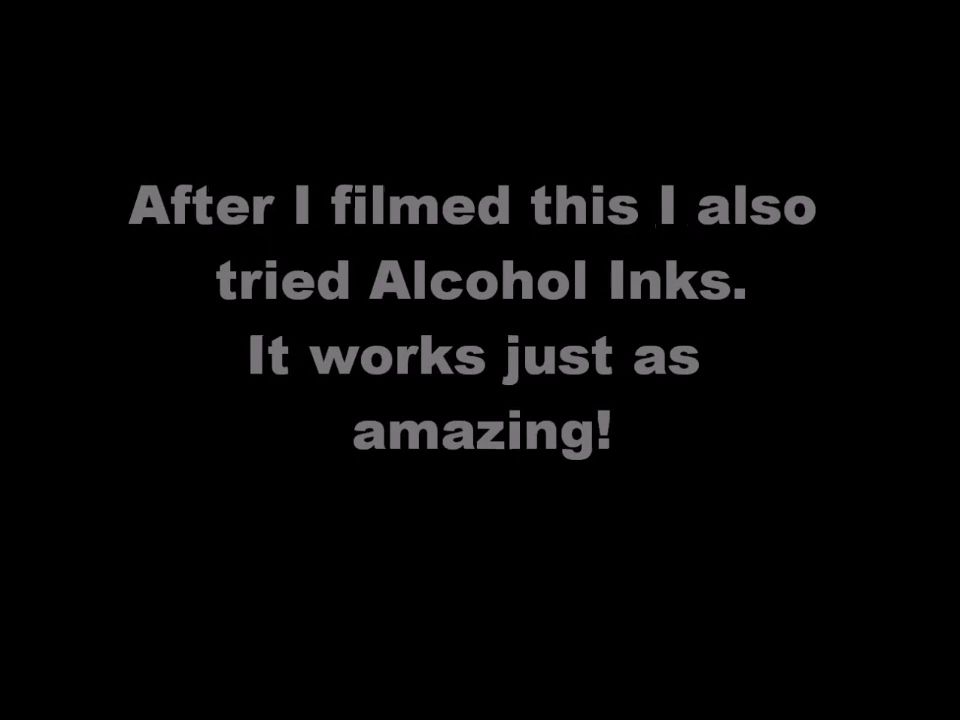 After I filmed this I also
tried Alcohol Inks.
It works just as
amazing!